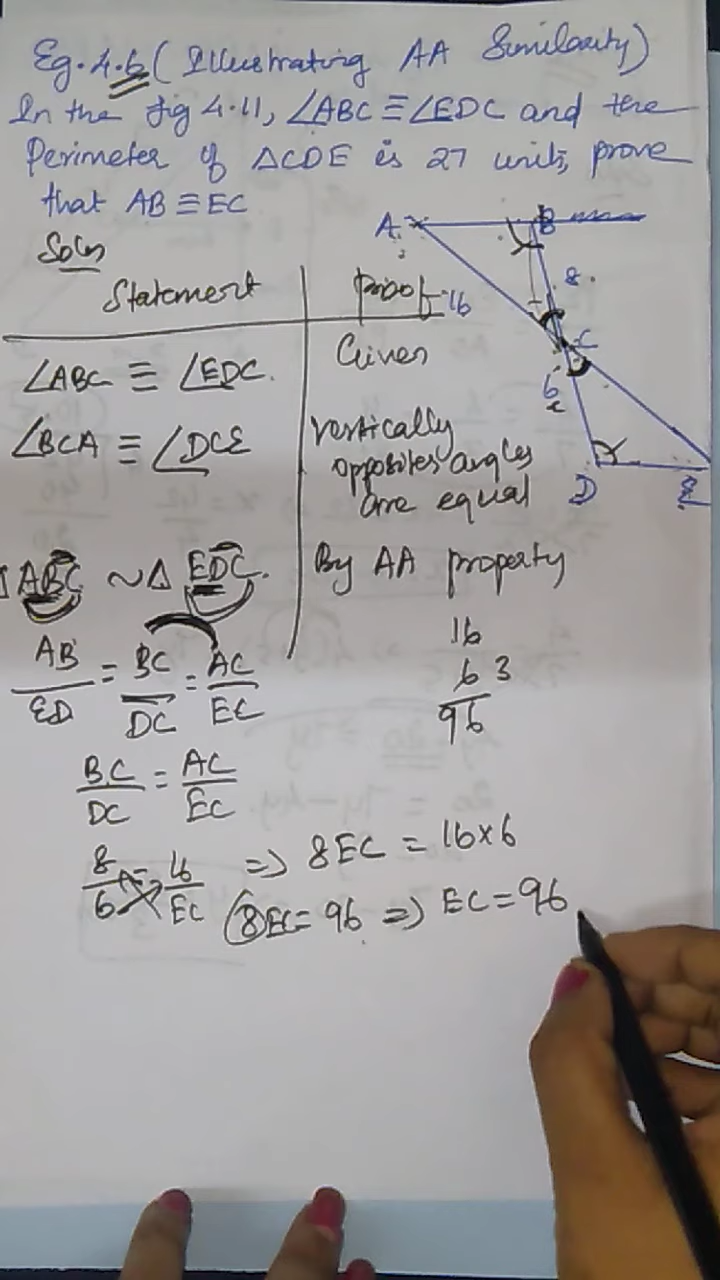 Eg. 4.6 ( Illustrating AA Similarity)
In the fig 4.11, ∠ABC ≡ ∠EDC and the
Perimeter of ΔCDE is 27 units, prove
that AB ≡ EC
Soln
Statement
Proof
∠ABC ≡ ∠EDC.
Given
∠BCA ≡ ∠DCE
Vertically
opposites angles
are equal
ΔABC ~ Δ EDC.
By AA property
AB/ED = BC/DC = AC/EC
16
6 3
96
BC/DC = AC/EC
8/6 = 16/EC => 8EC = 16×6
8EC = 96 => EC = 96
A
B
8
16
C
6
x
D